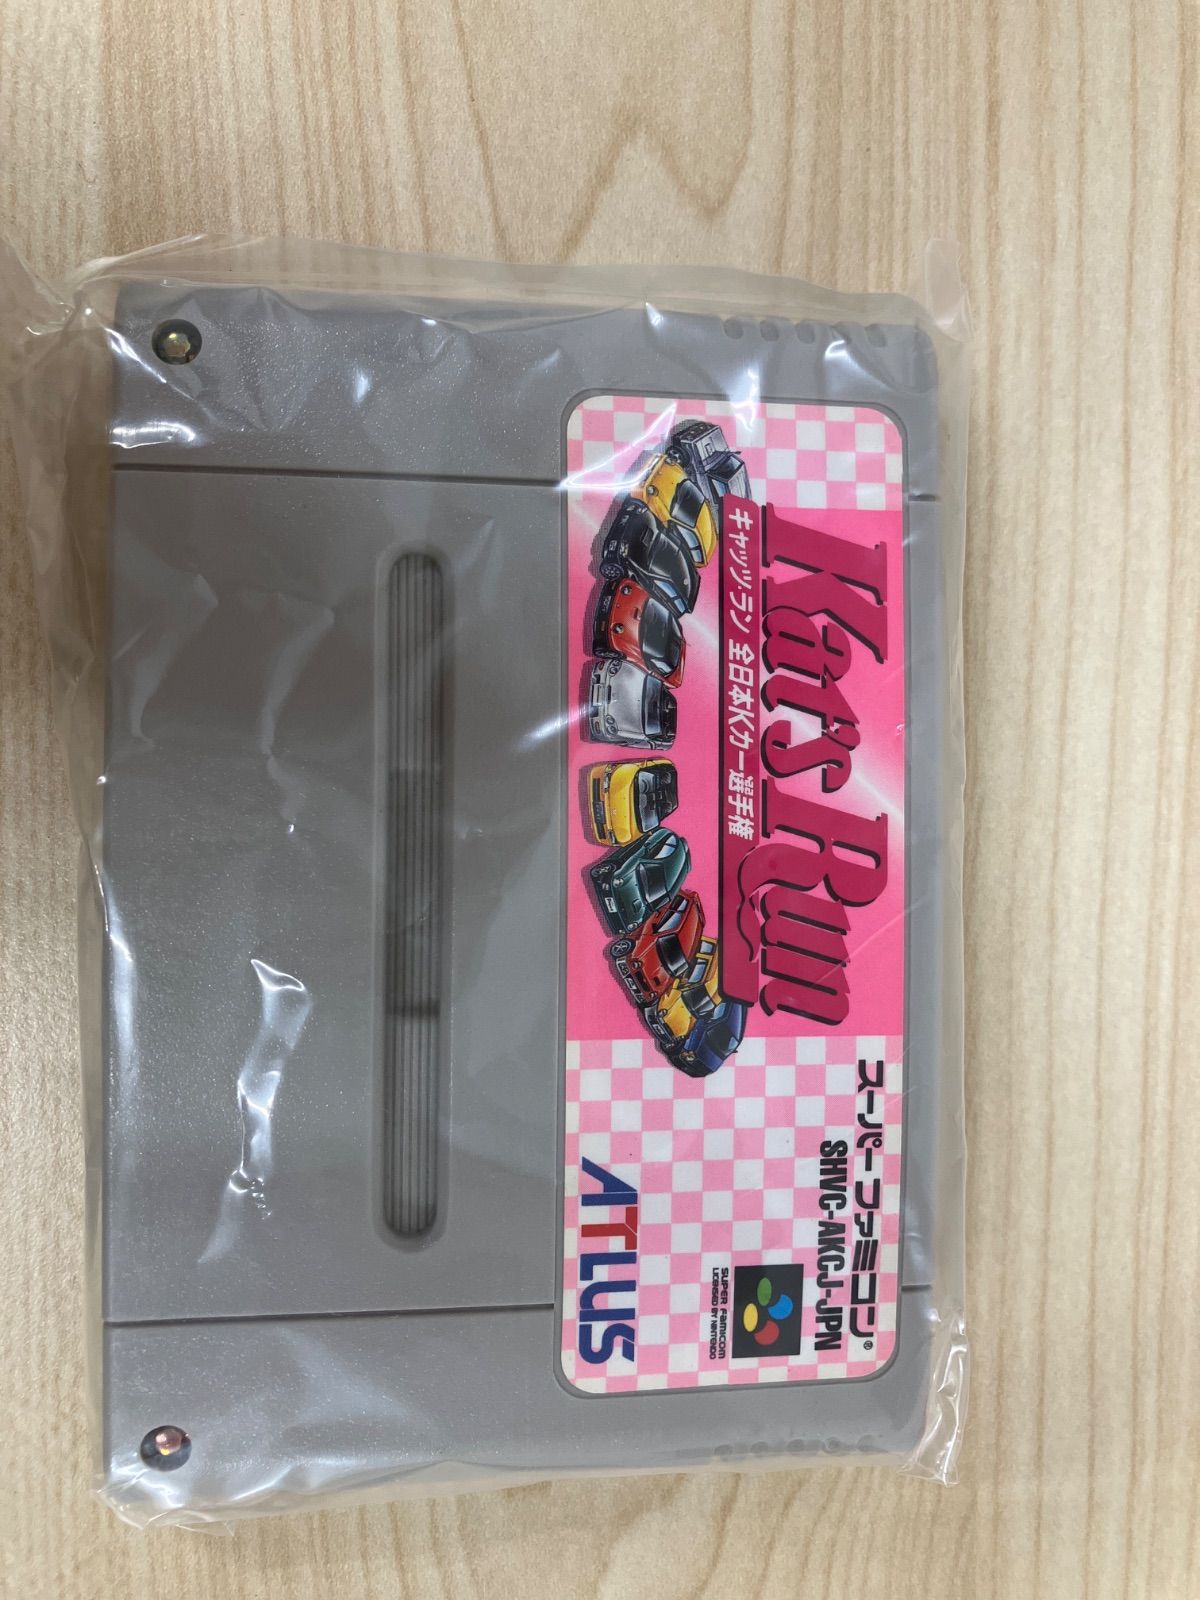 Kat's Run
キャッツ・ラン 全日本Kカー選手権
スーパーファミコン®
SHVC-AKCJ-JPN
SUPER FAMICOM
LICENSED BY NINTENDO
ATLUS